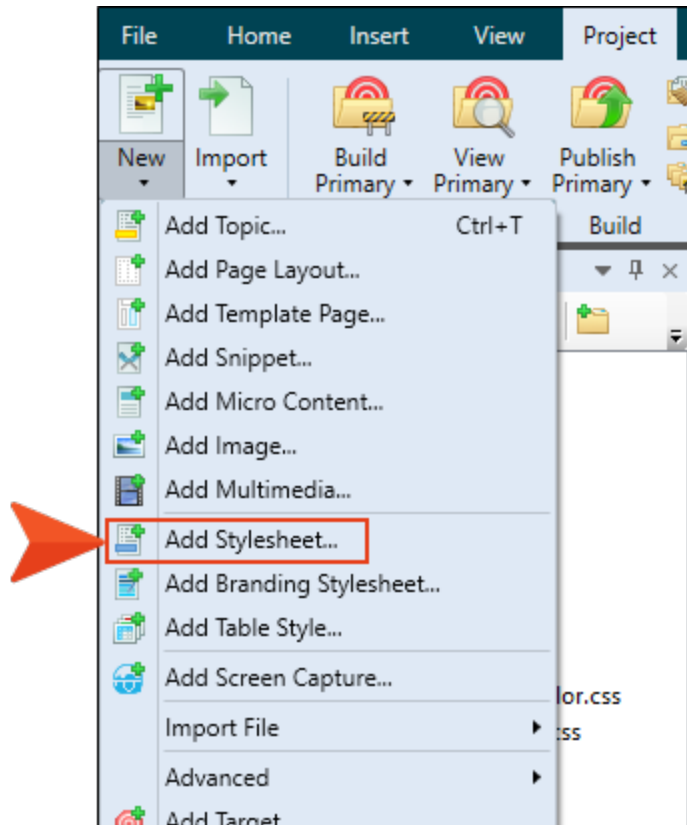 File Home Insert View Project
New Import Build Primary View Primary Publish Primary
Build
Add Topic... Ctrl+T
Add Page Layout...
Add Template Page...
Add Snippet...
Add Micro Content...
Add Image...
Add Multimedia...
Add Stylesheet...
Add Branding Stylesheet...
Add Table Style...
Add Screen Capture...
lor.css
Import File
ss
Advanced
Add Target